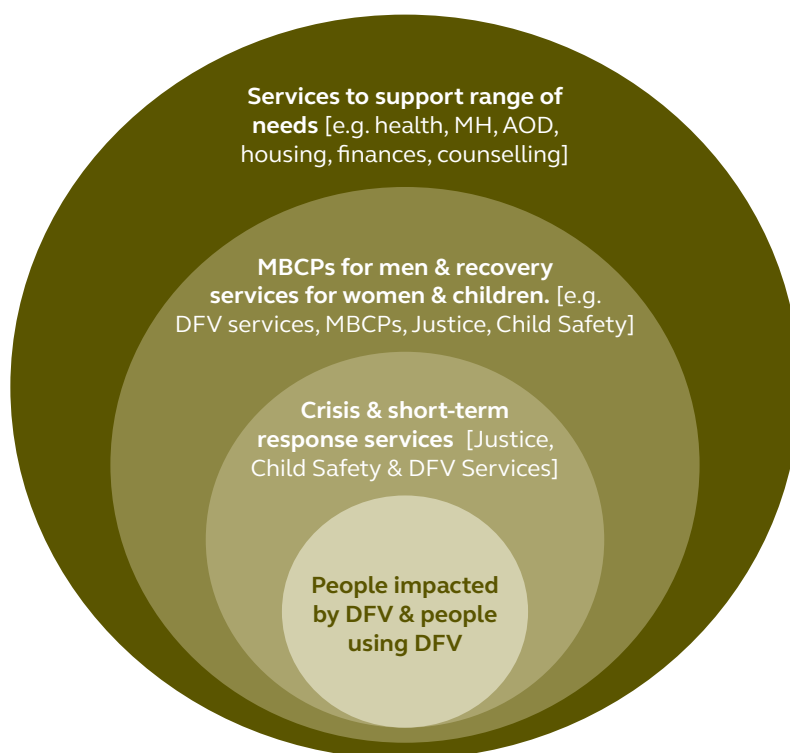 Services to support range of
needs [e.g. health, MH, AOD,
housing, finances, counselling]
MBCPs for men & recovery
services for women & children. [e.g.
DFV services, MBCPs, Justice, Child Safety]
Crisis & short-term
response services [Justice,
Child Safety & DFV Services]
People impacted
by DFV & people
using DFV